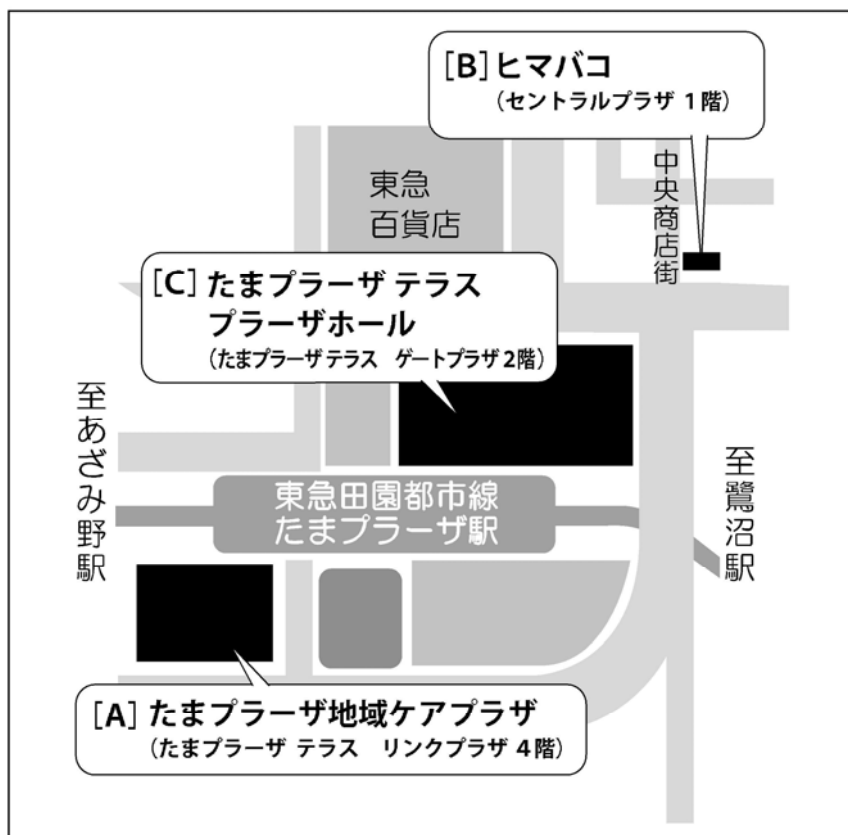 [B] ヒマバコ
(セントラルプラザ 1階)
東急
百貨店
中央商店街
[C] たまプラーザ テラス
プラーザホール
(たまプラーザ テラス ゲートプラザ 2階)
至あざみ野駅
東急田園都市線
たまプラーザ駅
至鷺沼駅
[A] たまプラーザ地域ケアプラザ
(たまプラーザ テラス リンクプラザ 4階)